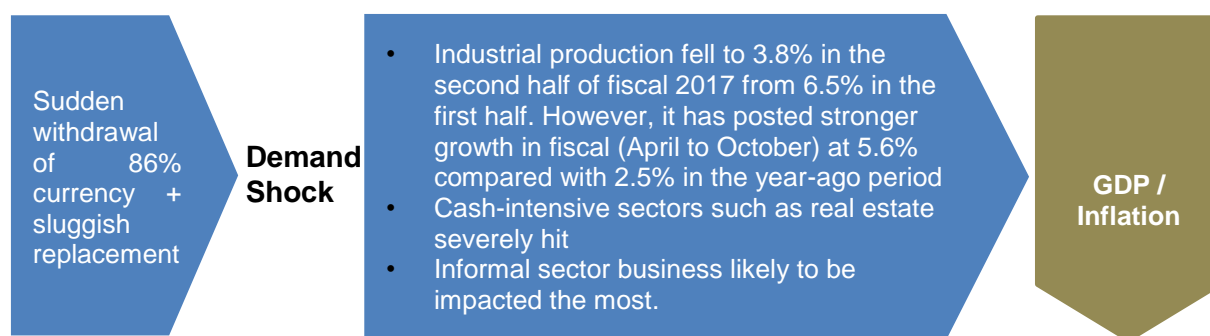 Sudden
withdrawal
of 86%
currency +
sluggish
replacement
Demand
Shock
• Industrial production fell to 3.8% in the
second half of fiscal 2017 from 6.5% in the
first half. However, it has posted stronger
growth in fiscal (April to October) at 5.6%
compared with 2.5% in the year-ago period
• Cash-intensive sectors such as real estate
severely hit
• Informal sector business likely to be
impacted the most.
GDP /
Inflation